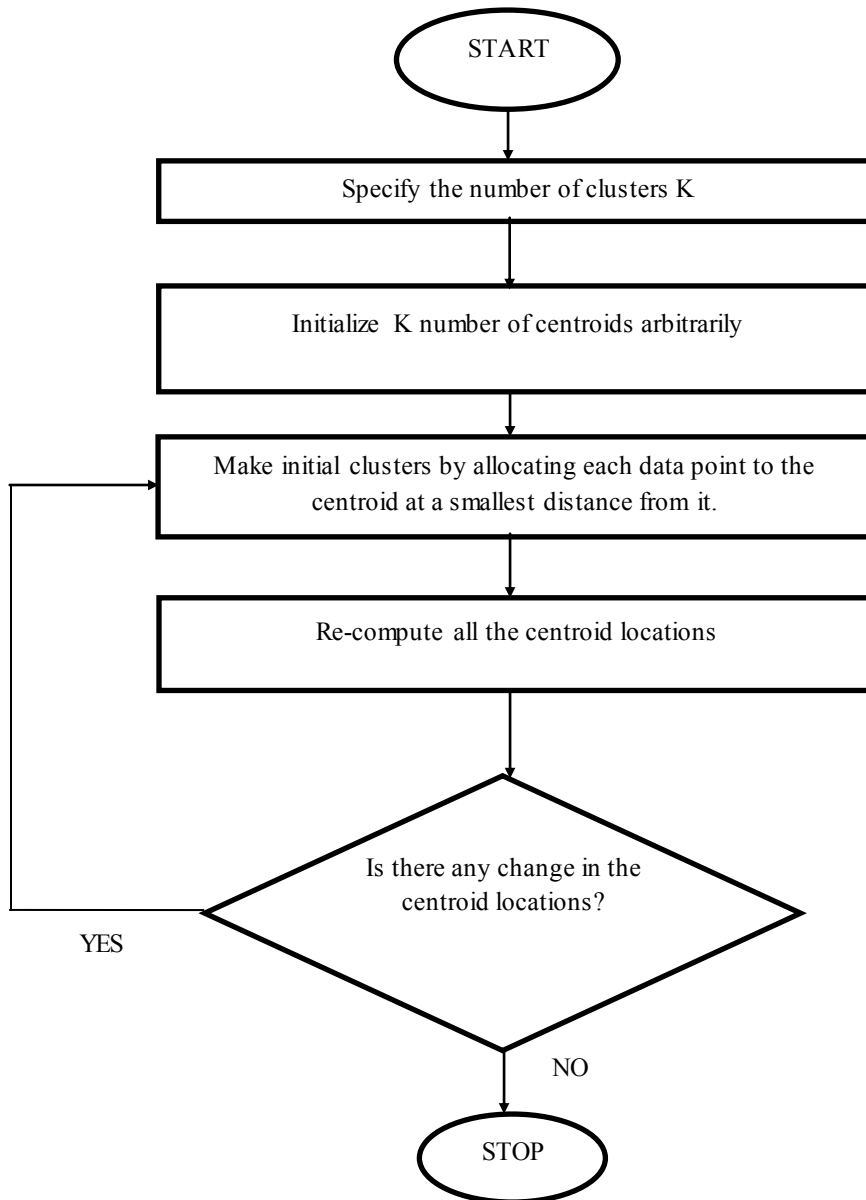 START
Specify the number of clusters K
Initialize K number of centroids arbitrarily
Make initial clusters by allocating each data point to the
centroid at a smallest distance from it.
Re-compute all the centroid locations
Is there any change in the
centroid locations?
YES
NO
STOP